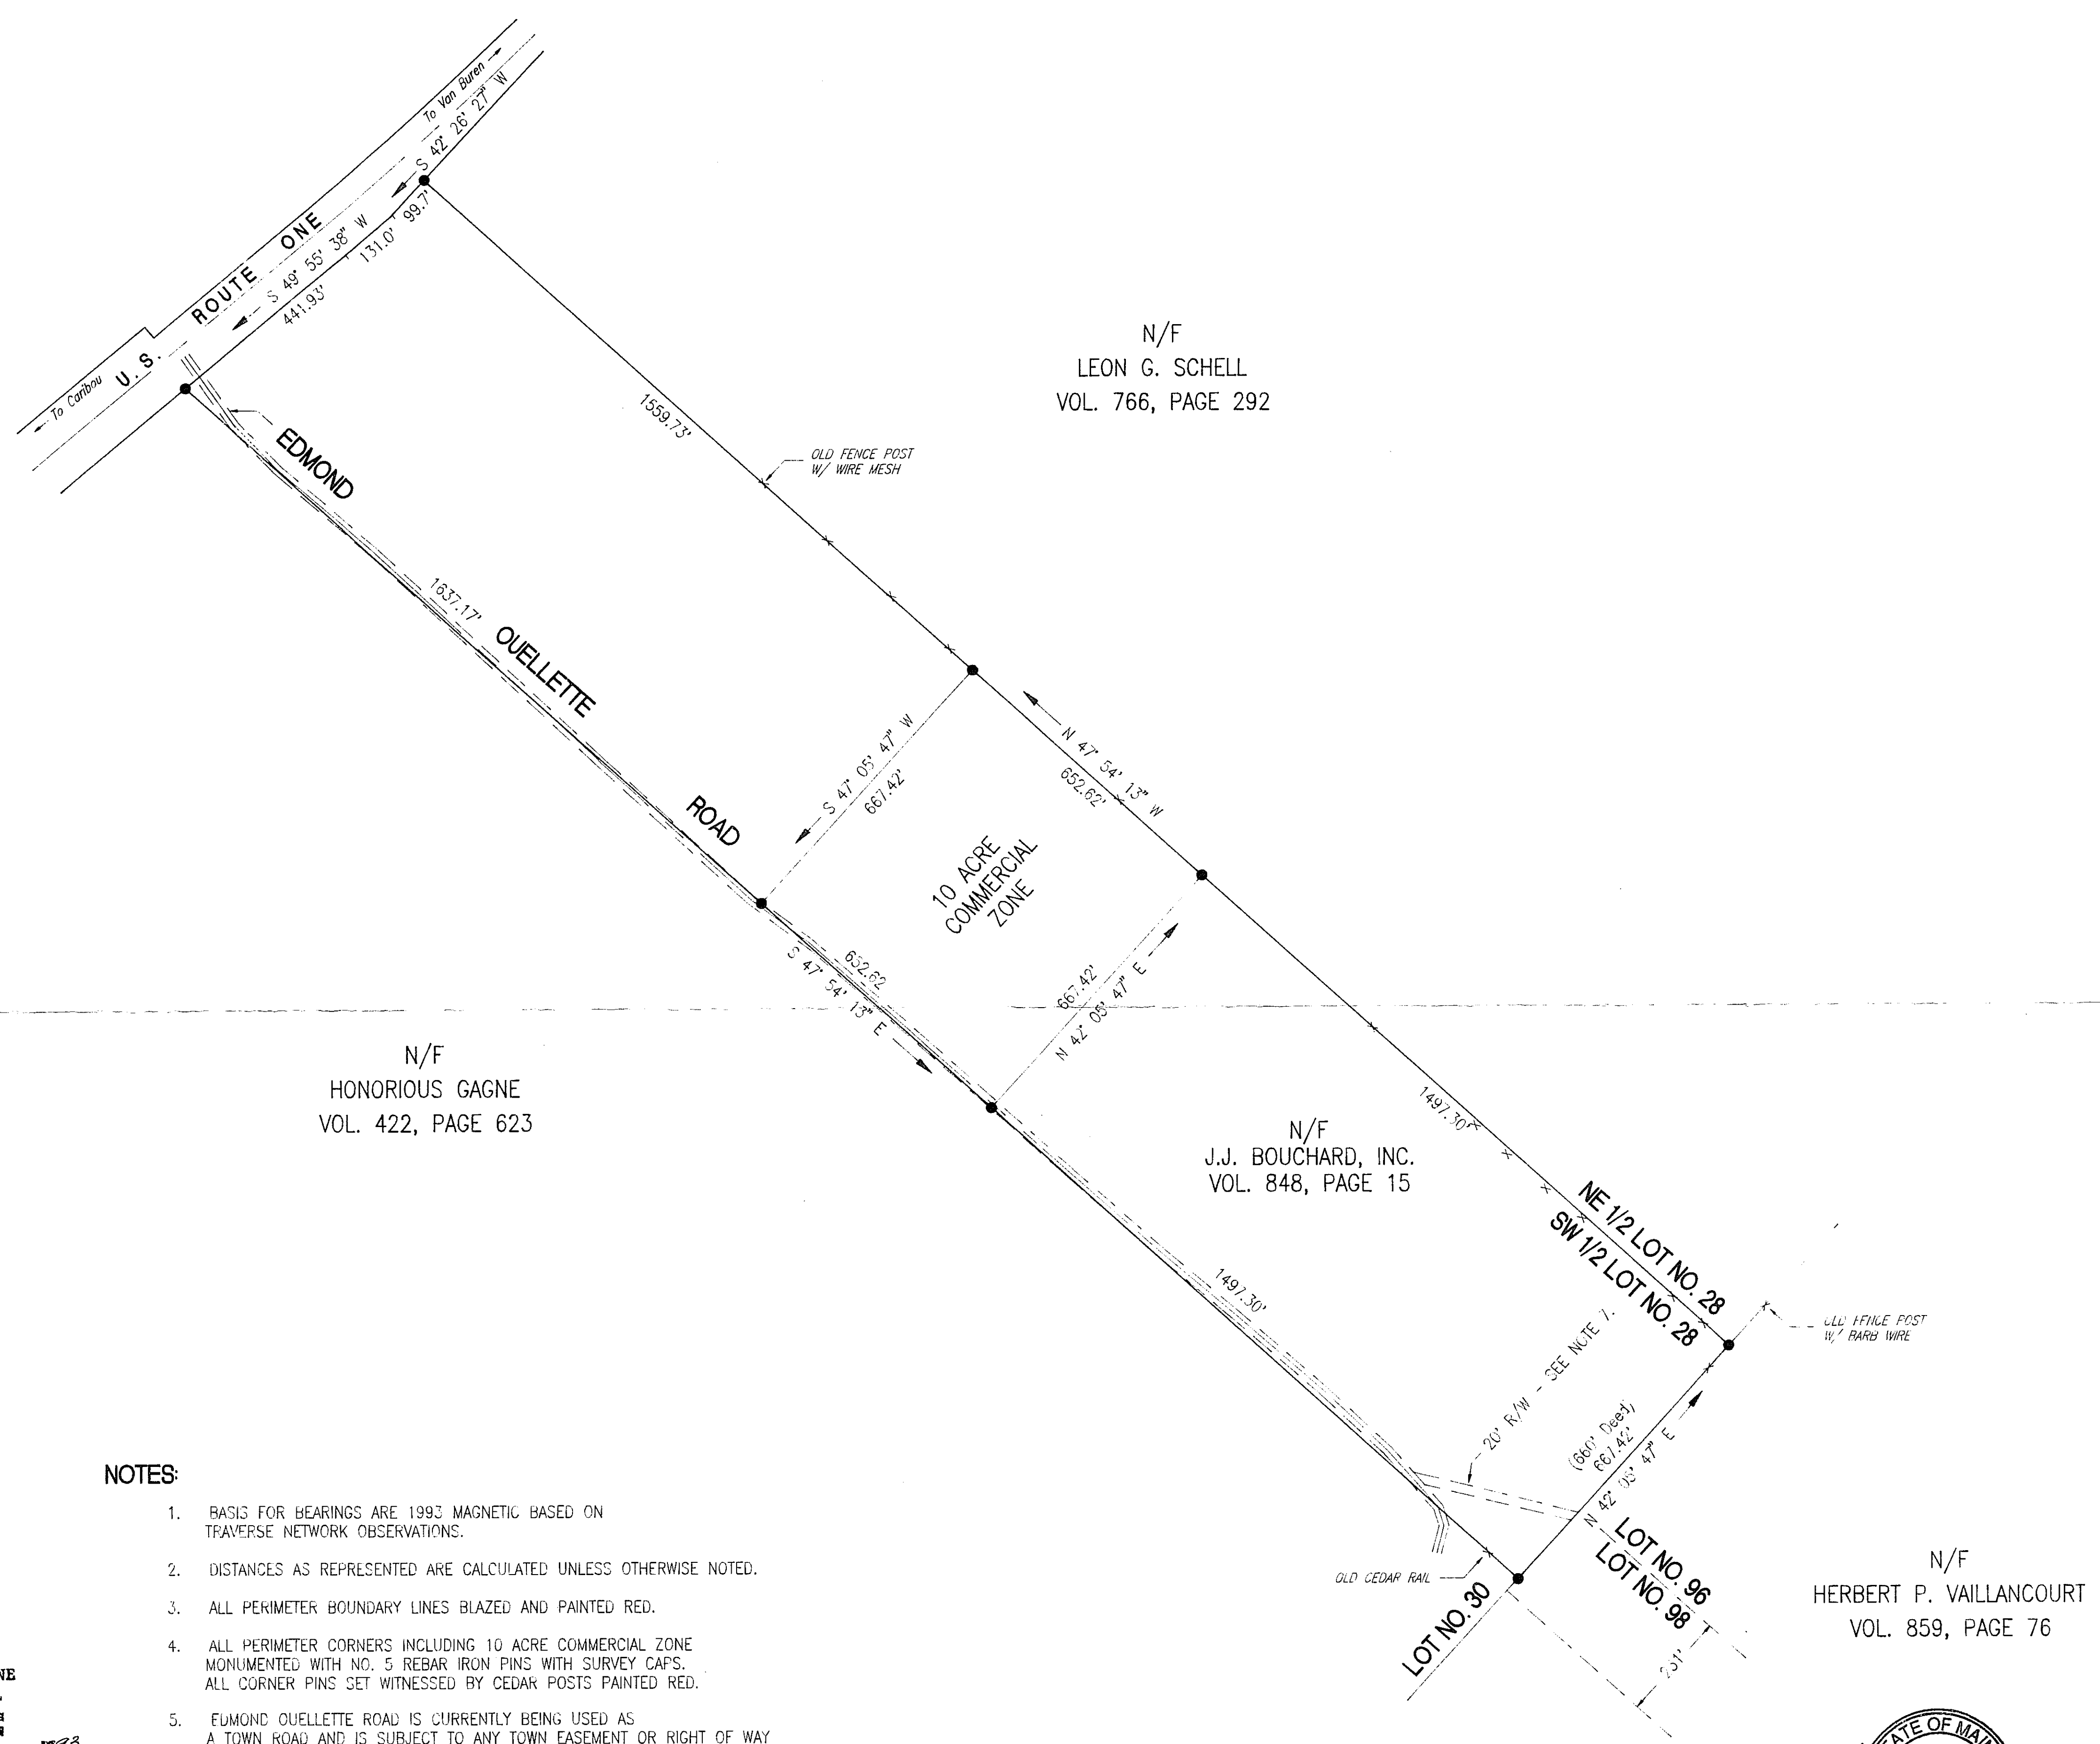 To Van Buren
S 42° 26' 27" W
99.7'
131.0'
S 49° 55' 38" W
441.93'
U.S. ROUTE ONE
To Caribou
EDMOND OUELLETTE ROAD
1637.17'
1559.73'
OLD FENCE POST
W/ WIRE MESH
N/F
LEON G. SCHELL
VOL. 766, PAGE 292
S 47° 05' 47" W
667.42'
N 47° 54' 13" W
652.62'
10 ACRE
COMMERCIAL
ZONE
652.62
S 47° 54' 13" E
667.42'
N 42° 05' 47" E
N/F
HONORIOUS GAGNE
VOL. 422, PAGE 623
N/F
J.J. BOUCHARD, INC.
VOL. 848, PAGE 15
1497.30'
1497.30'
NE 1/2 LOT NO. 28
SW 1/2 LOT NO. 28
OLD FENCE POST
W/ BARB WIRE
20' R/W - SEE NOTE 7.
(660' Deed)
667.42'
N 42° 05' 47" E
LOT NO. 96
LOT NO. 98
OLD CEDAR RAIL
LOT NO. 30
231'
N/F
HERBERT P. VAILLANCOURT
VOL. 859, PAGE 76
NOTES:
1. BASIS FOR BEARINGS ARE 1993 MAGNETIC BASED ON
TRAVERSE NETWORK OBSERVATIONS.
2. DISTANCES AS REPRESENTED ARE CALCULATED UNLESS OTHERWISE NOTED.
3. ALL PERIMETER BOUNDARY LINES BLAZED AND PAINTED RED.
4. ALL PERIMETER CORNERS INCLUDING 10 ACRE COMMERCIAL ZONE
MONUMENTED WITH NO. 5 REBAR IRON PINS WITH SURVEY CAPS.
ALL CORNER PINS SET WITNESSED BY CEDAR POSTS PAINTED RED.
5. EDMOND OUELLETTE ROAD IS CURRENTLY BEING USED AS
A TOWN ROAD AND IS SUBJECT TO ANY TOWN EASEMENT OR RIGHT OF WAY
NE
ATE OF MAIN